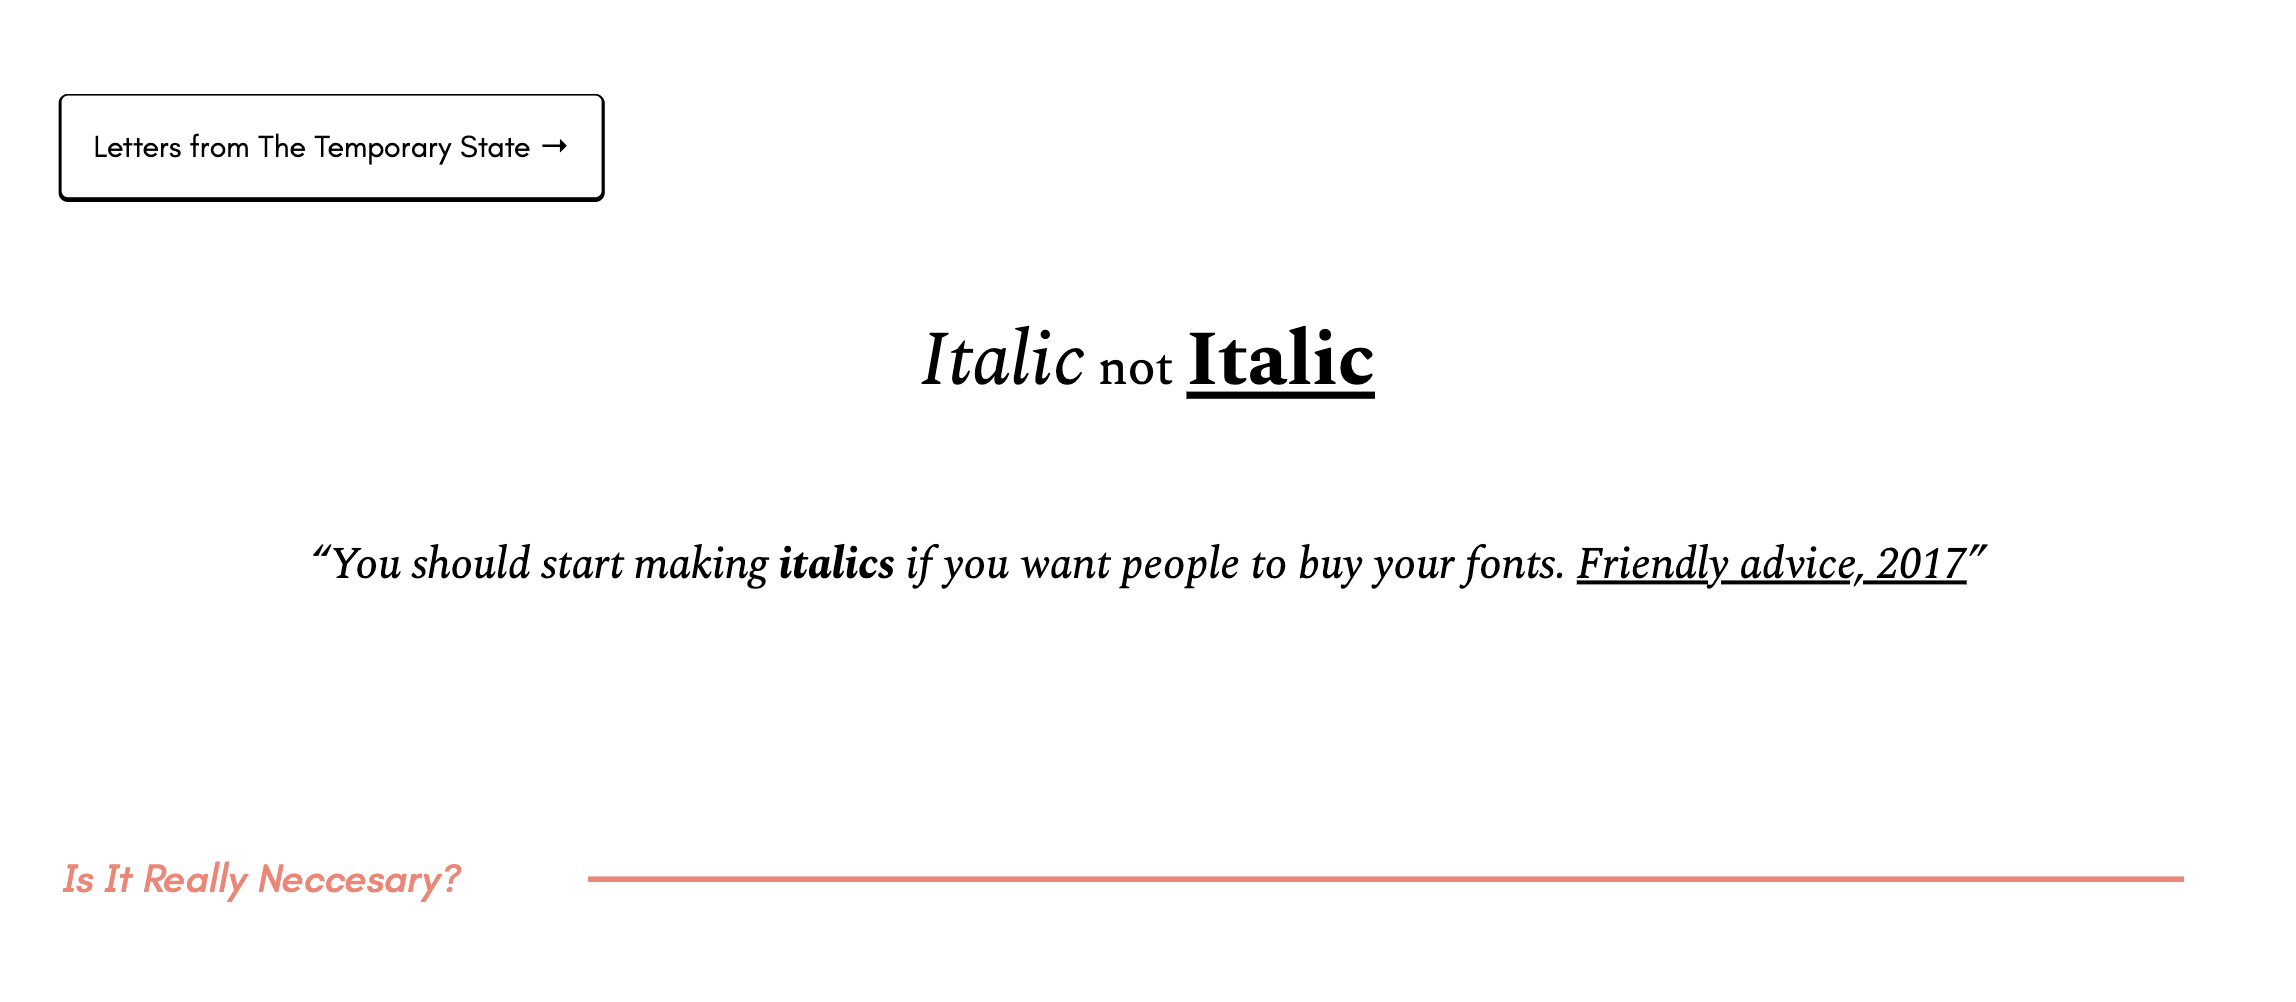 Letters from The Temporary State →
Italic not Italic
“You should start making italics if you want people to buy your fonts. Friendly advice, 2017”
Is It Really Neccesary?